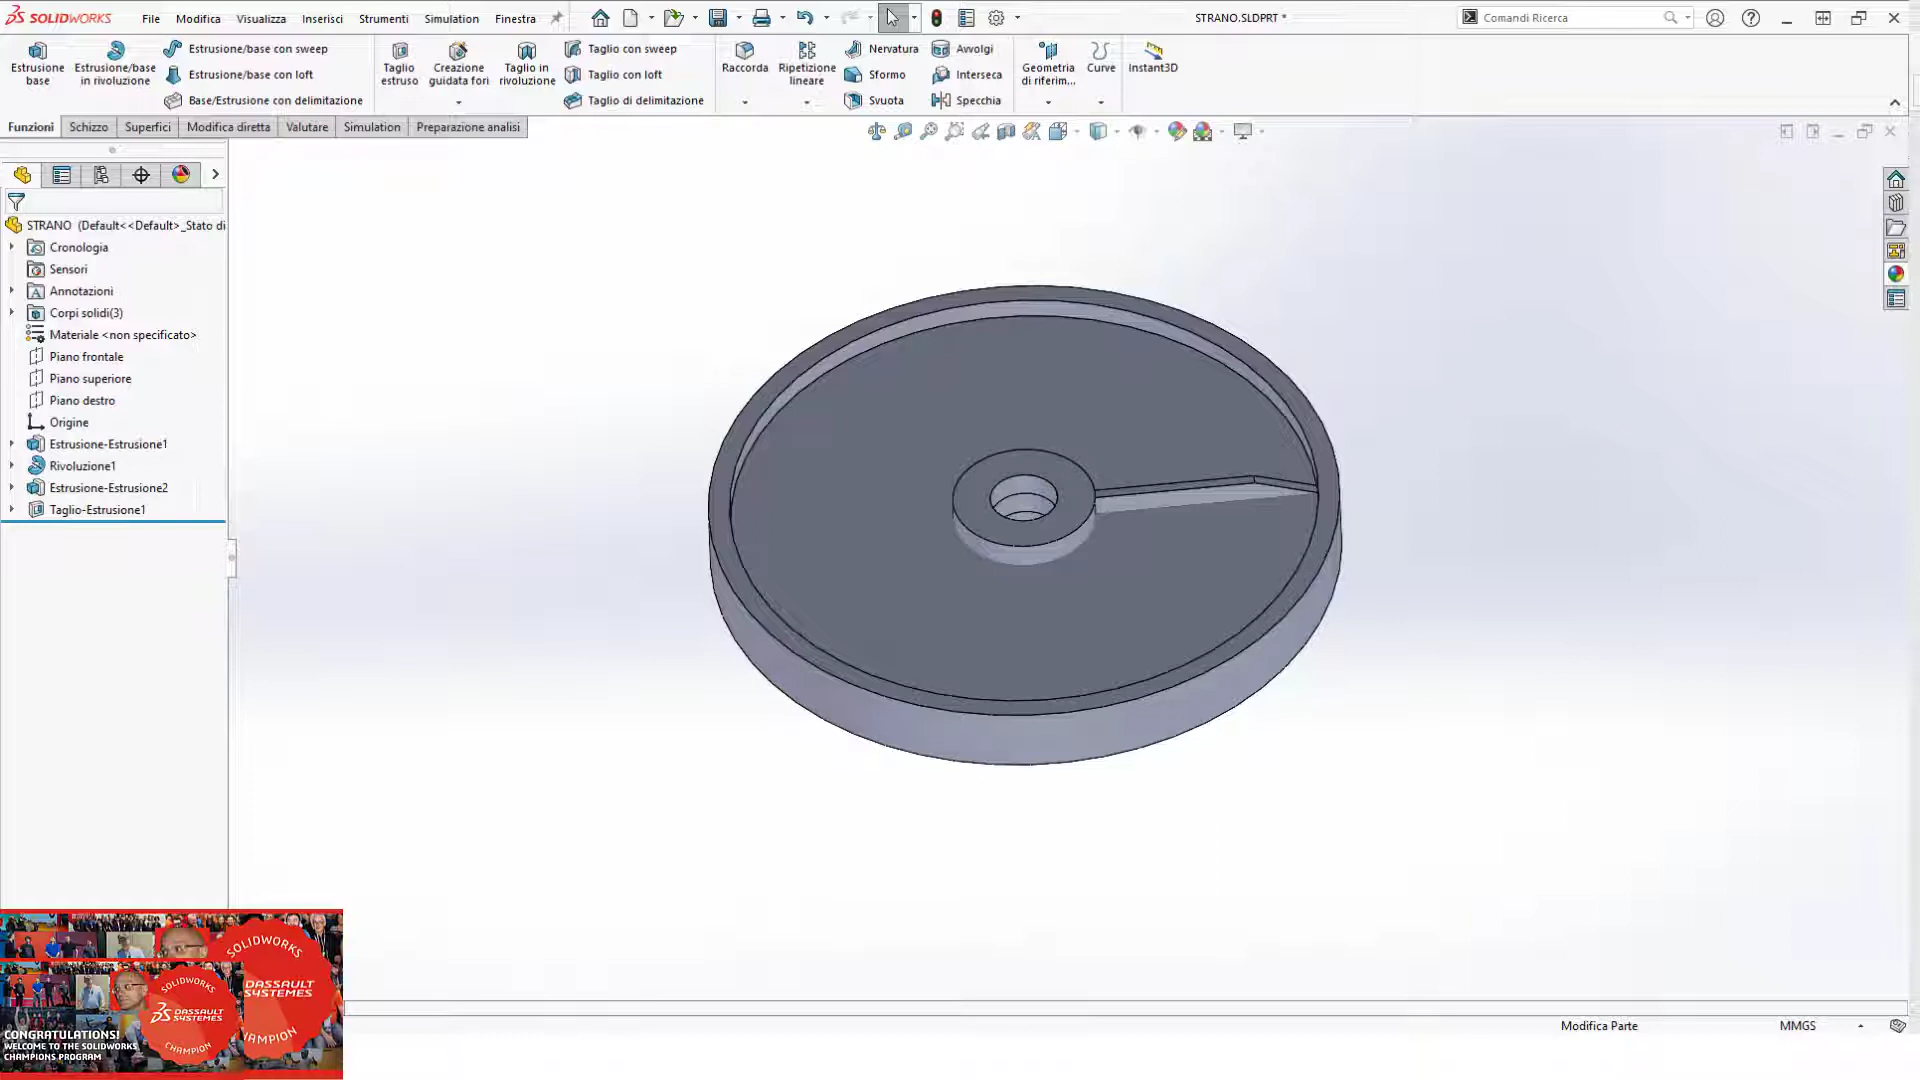 SOLIDWORKS
File
Modifica
Visualizza
Inserisci
Strumenti
Simulation
Finestra
STRANO.SLDPRT *
Comandi Ricerca
Estrusione base
Estrusione/base in rivoluzione
Estrusione/base con sweep
Estrusione/base con loft
Base/Estrusione con delimitazione
Taglio estruso
Creazione guidata fori
Taglio in rivoluzione
Taglio con sweep
Taglio con loft
Taglio di delimitazione
Raccorda
Ripetizione lineare
Nervatura
Sformo
Svuota
Avvolgi
Interseca
Specchia
Geometria di riferim...
Curve
Instant3D
Funzioni
Schizzo
Superfici
Modifica diretta
Valutare
Simulation
Preparazione analisi
STRANO (Default<<Default>_Stato di
Cronologia
Sensori
Annotazioni
Corpi solidi(3)
Materiale <non specificato>
Piano frontale
Piano superiore
Piano destro
Origine
Estrusione-Estrusione1
Rivoluzione1
Estrusione-Estrusione2
Taglio-Estrusione1
SOLIDWORKS
DASSAULT SYSTEMES
CHAMPION
SOLIDWORKS
DASSAULT SYSTEMES
CHAMPION
CONGRATULATIONS!
WELCOME TO THE SOLIDWORKS
CHAMPIONS PROGRAM
Modifica Parte
MMGS